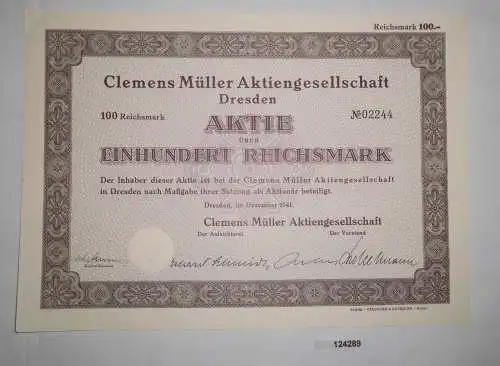 Reichsmark 100.–
Clemens Müller Aktiengesellschaft
Dresden
100 Reichsmark
№ 02244
AKTIE
ÜBER
EINHUNDERT REICHSMARK
Der Inhaber dieser Aktie ist bei der Clemens Müller Aktiengesellschaft
in Dresden nach Maßgabe ihrer Satzung als Aktionär beteiligt.
Dresden, im Dezember 1941.
Clemens Müller Aktiengesellschaft
Der Aufsichtsrat
Der Vorstand
124289